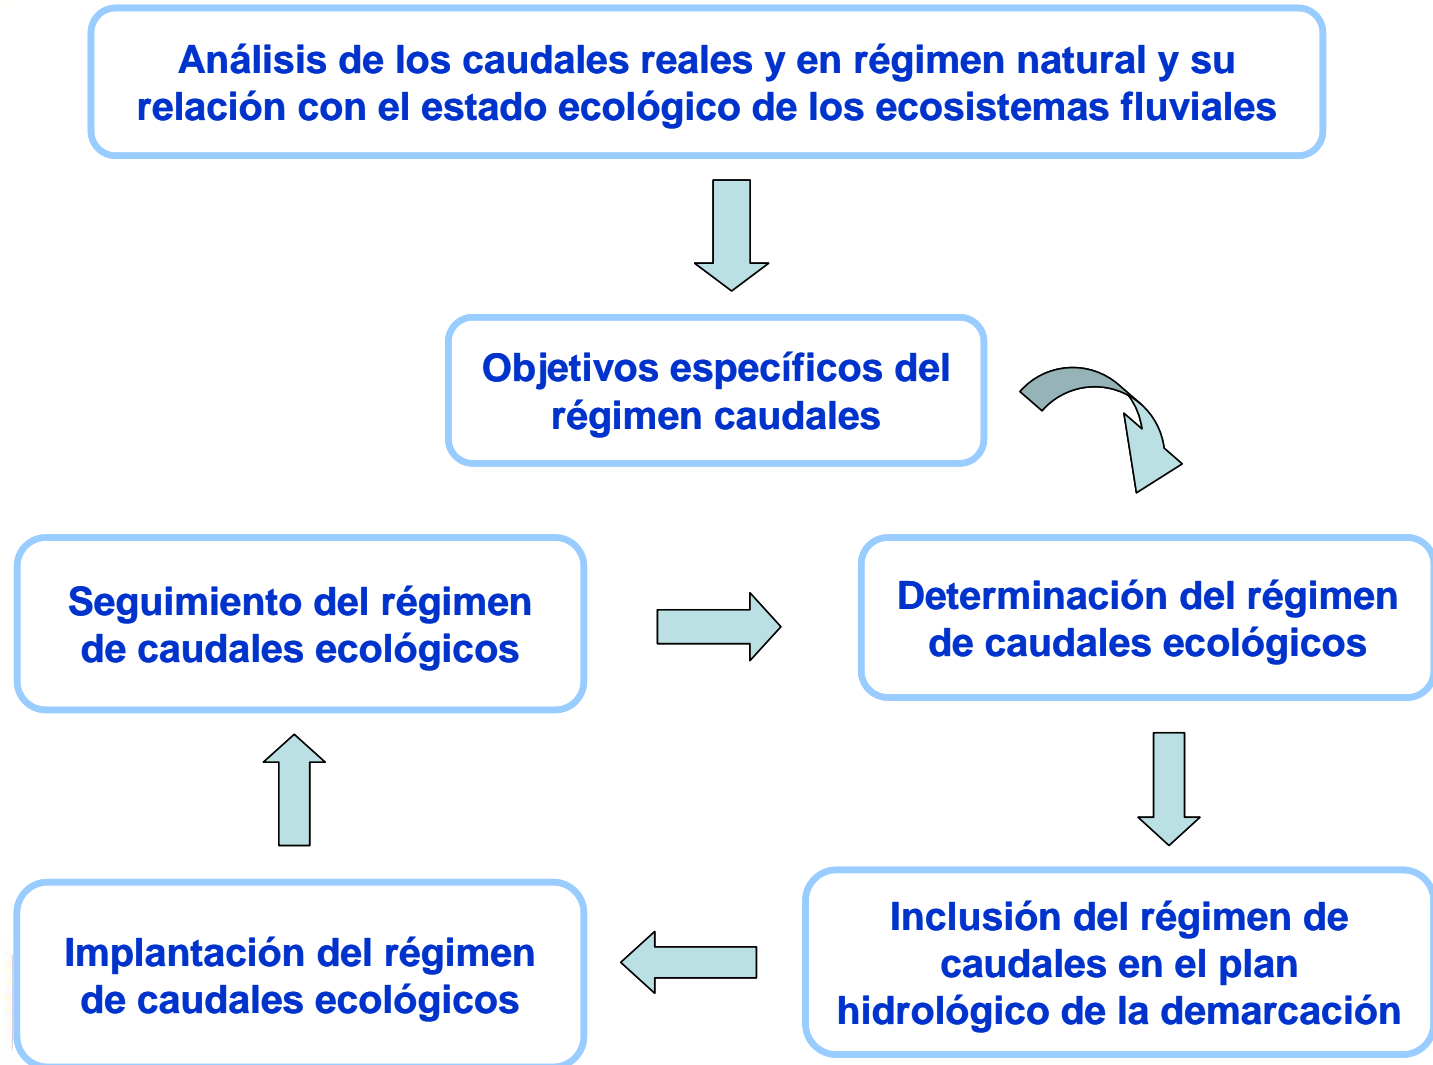 Análisis de los caudales reales y en régimen natural y su
relación con el estado ecológico de los ecosistemas fluviales
Objetivos específicos del
régimen caudales
Seguimiento del régimen
de caudales ecológicos
Determinación del régimen
de caudales ecológicos
Implantación del régimen
de caudales ecológicos
Inclusión del régimen de
caudales en el plan
hidrológico de la demarcación